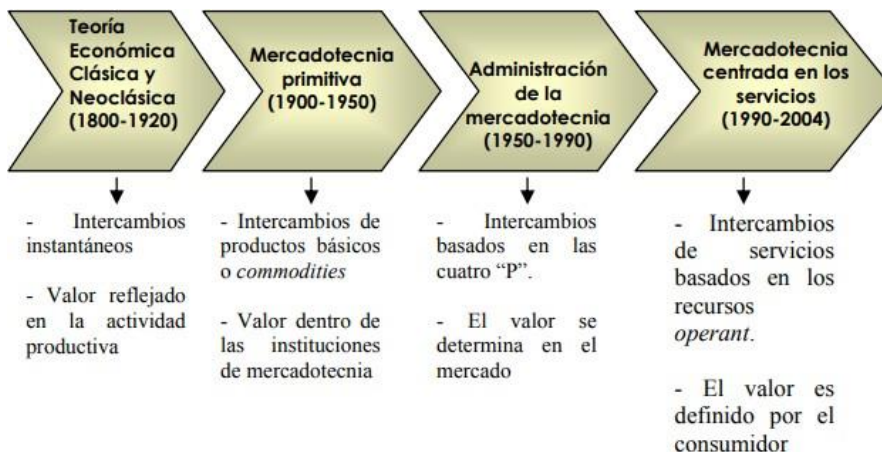 Teoría
Económica
Clásica y
Neoclásica
(1800-1920)
Mercadotecnia
primitiva
(1900-1950)
Administración
de la
mercadotecnia
(1950-1990)
Mercadotecnia
centrada en los
servicios
(1990-2004)
- Intercambios
instantáneos
- Valor reflejado
en la actividad
productiva
- Intercambios de
productos básicos
o commodities
- Valor dentro de
las instituciones
de mercadotecnia
- Intercambios
basados en las
cuatro “P”.
- El valor se
determina en el
mercado
- Intercambios
de servicios
basados en los
recursos
operant.
- El valor es
definido por el
consumidor